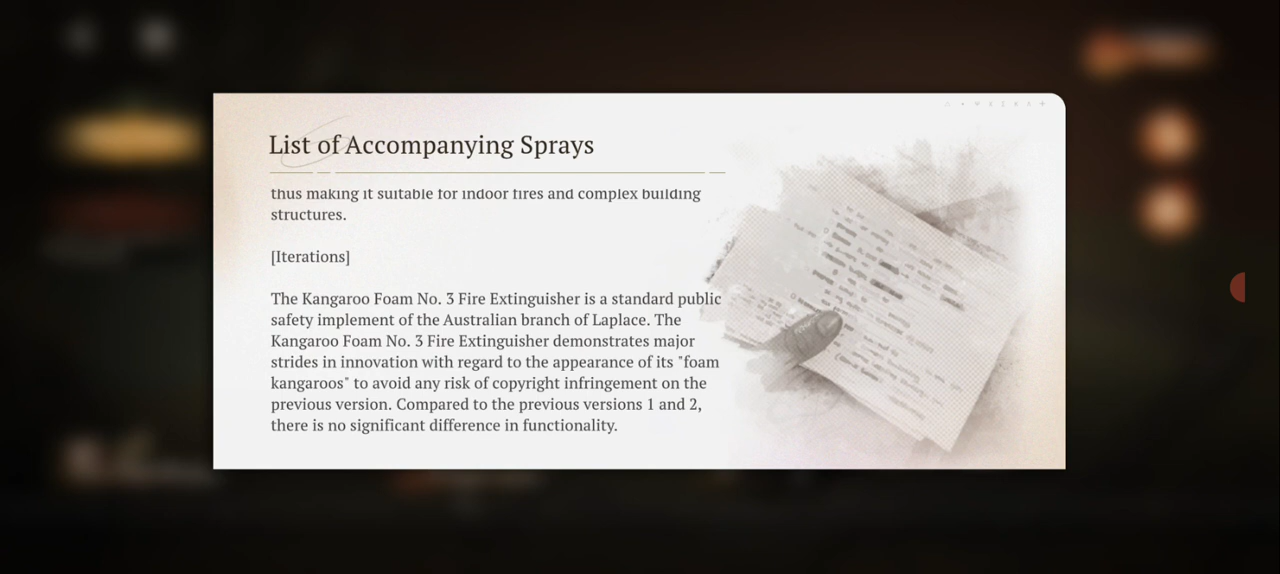 List of Accompanying Sprays
thus making it suitable for indoor fires and complex building
structures.
[Iterations]
The Kangaroo Foam No. 3 Fire Extinguisher is a standard public
safety implement of the Australian branch of Laplace. The
Kangaroo Foam No. 3 Fire Extinguisher demonstrates major
strides in innovation with regard to the appearance of its "foam
kangaroos" to avoid any risk of copyright infringement on the
previous version. Compared to the previous versions 1 and 2,
there is no significant difference in functionality.